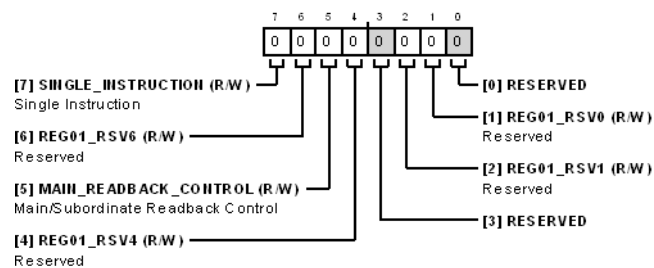 7 6 5 4 3 2 1 0
0 0 0 0 0 0 0 0
[7] SINGLE_INSTRUCTION (R/W)
Single Instruction
[6] REG01_RSV6 (R/W)
Reserved
[5] MAIN_READBACK_CONTROL (R/W)
Main/Subordinate Readback Control
[4] REG01_RSV4 (R/W)
Reserved
[0] RESERVED
[1] REG01_RSV0 (R/W)
Reserved
[2] REG01_RSV1 (R/W)
Reserved
[3] RESERVED